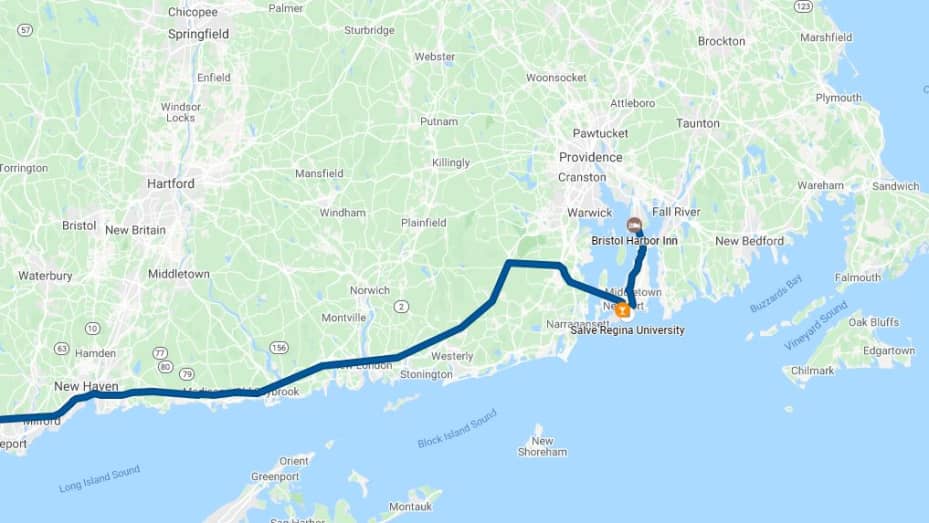 Chicopee
Palmer
123
57
Springfield
Sturbridge
Brockton
Marshfield
Webster
Enfield
Woonsocket
Windsor
Locks
Attleboro
Plymouth
Putnam
Pawtucket
Taunton
Torrington
Killingly
Providence
Mansfield
Cranston
Hartford
Wareham
Sandwich
Windham
Plainfield
Warwick
Fall River
Bristol
New Britain
Bristol Harbor Inn
New Bedford
Waterbury
Middletown
Falmouth
Norwich
Buzzards Bay
Middletown
2
Newport
Montville
Vineyard Sound
10
Narragansett
Salve Regina University
Oak Bluffs
63
Hamden
77
156
Edgartown
80
Westerly
79
New London
Stonington
Chilmark
New Haven
Madison
Old Saybrook
Milford
Block Island Sound
eport
New
Shoreham
Orient
Long Island Sound
Greenport
Montauk